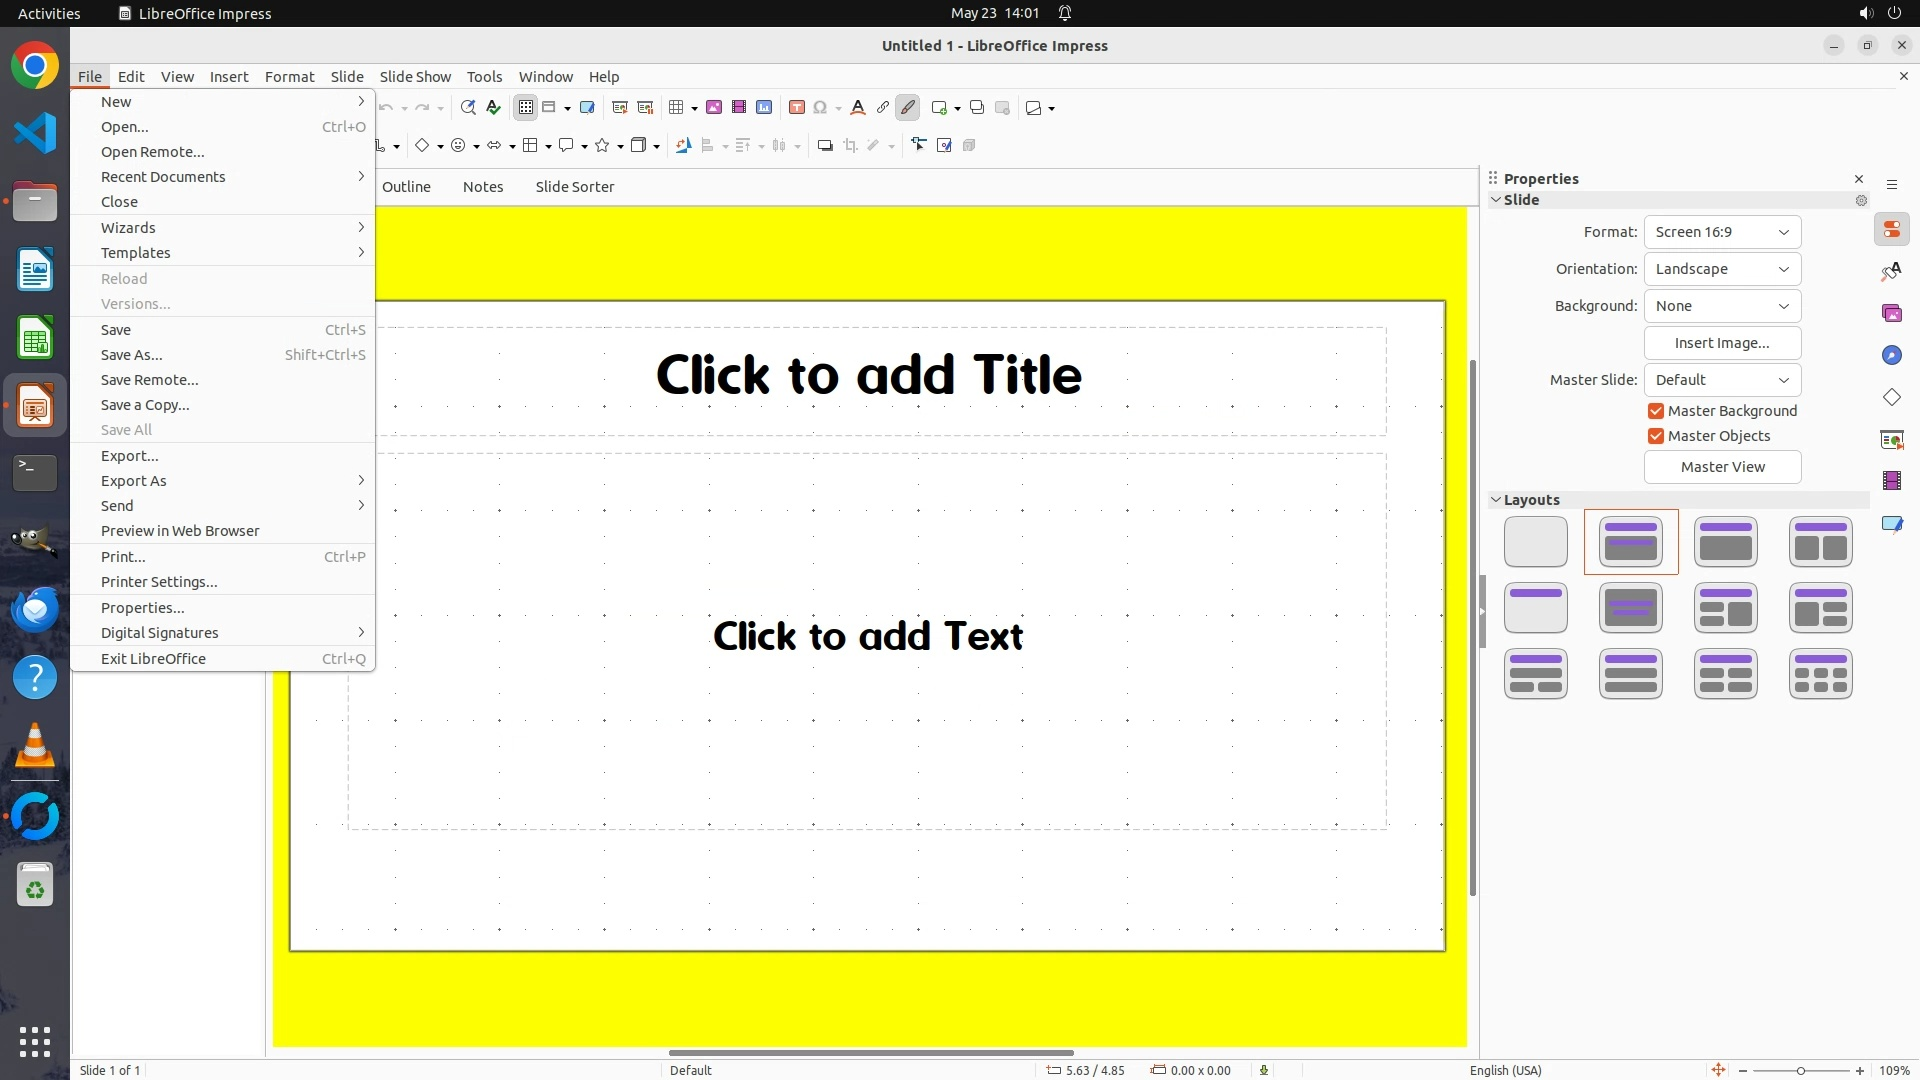 Activities
LibreOffice Impress
May 23 14:01
Untitled 1 - LibreOffice Impress
File Edit View Insert Format Slide Slide Show Tools Window Help
New
Open... Ctrl+O
Open Remote...
Recent Documents
Close
Wizards
Templates
Reload
Versions...
Save Ctrl+S
Save As... Shift+Ctrl+S
Save Remote...
Save a Copy...
Save All
Export...
Export As
Send
Preview in Web Browser
Print... Ctrl+P
Printer Settings...
Properties...
Digital Signatures
Exit LibreOffice Ctrl+Q
Outline Notes Slide Sorter
Click to add Title
Click to add Text
Properties
Slide
Format: Screen 16:9
Orientation: Landscape
Background: None
Insert Image...
Master Slide: Default
Master Background
Master Objects
Master View
Layouts
Slide 1 of 1
Default
5.63 / 4.85
0.00 x 0.00
English (USA)
109%